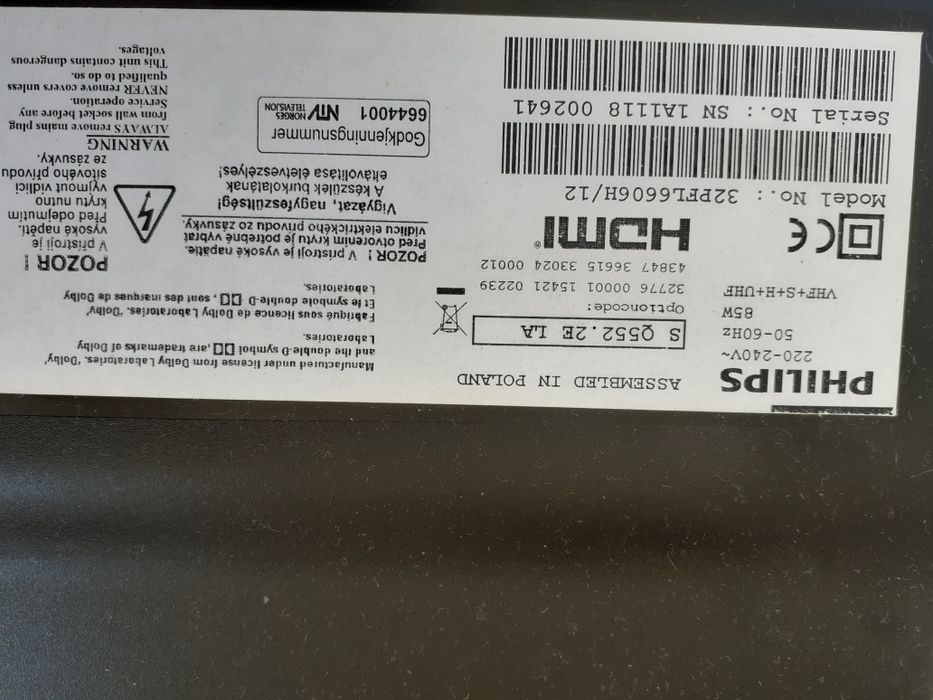 PHILIPS
220-240V~
50-60Hz
85W
VHF+S+H+UHF
ASSEMBLED IN POLAND
S Q552.2E LA
Optioncode:
32776 00001 15421 02239
43847 36615 33024 00012
HDMI®
CE
Model No.: 32PFL6606H/12
Serial No.: SN 1A1118 002641
Manufactured under license from Dolby Laboratories. 'Dolby'
and the double-D symbol are trademarks of Dolby
Laboratories.
Fabriqué sous licence de Dolby Laboratories. 'Dolby'
Et le symbole double-D , sont des marques de Dolby
Laboratories.
POZOR ! V prístroji je vysoké napätie.
Pred otvorením krytu je potrebné vybrať
vidlicu elektrického prívodu zo zásuvky.
Vigyázat, nagyfeszültség!
A készülék burkolatának
eltávolítása életveszélyes!
Godkjeningsnummer
6644001 NTV NORGES
TELEVISJON
POZOR !
V přístroji je
vysoké napětí.
Před odejmutím
krytu nutno
vyjmout vidlici
síťového přívodu
ze zásuvky.
WARNING
ALWAYS remove mains plug
from wall socket before any
Service operation.
NEVER remove covers unless
qualified to do so.
This unit contains dangerous
voltages.